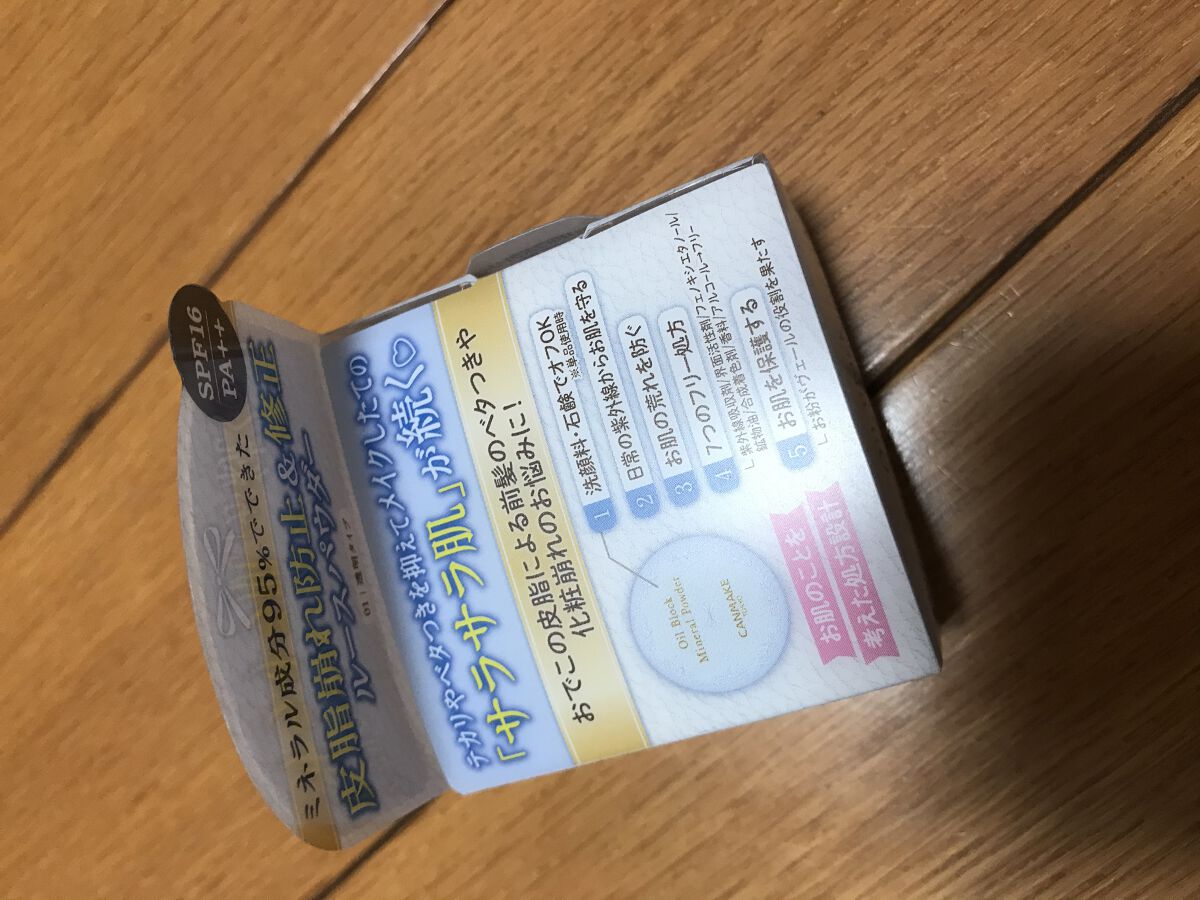 SPF16
PA++
ミネラル成分95%でできた
皮脂崩れ防止&修正
ルースパウダー
01|透明タイプ
テカリやベタつきを抑えてメイクしたての
「サラサラ肌」が続く♡
おでこの皮脂による前髪のベタつきや
化粧崩れのお悩みに!
1 洗顔料・石鹸でオフOK
※単品使用時
2 日常の紫外線からお肌を守る
3 お肌の荒れを防ぐ
4 7つのフリー処方
紫外線吸収剤/界面活性剤/フェノキシエタノール/
鉱物油/合成着色剤/香料/アルコール→フリー
5 お肌を保護する
お粉がヴェールの役割を果たす
Oil Block
Mineral Powder
CANMAKE
TOKYO
お肌のことを
考えた処方設計